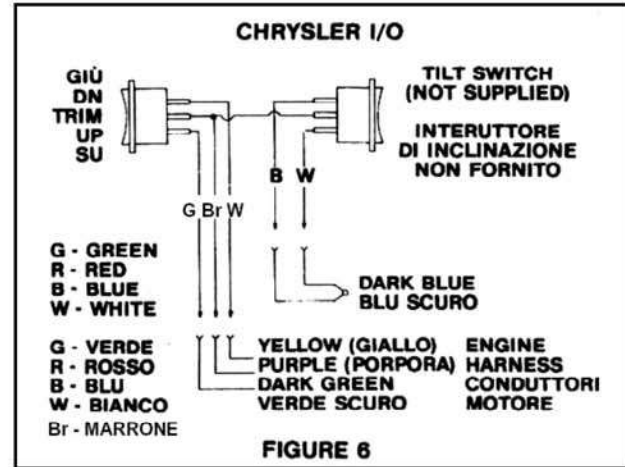 CHRYSLER I/O
GIÙ
DN
TRIM
UP
SU
TILT SWITCH
(NOT SUPPLIED)
INTERUTTORE
DI INCLINAZIONE
NON FORNITO
B W
G Br W
G - GREEN
R - RED
B - BLUE
W - WHITE
DARK BLUE
BLU SCURO
G - VERDE
R - ROSSO
B - BLU
W - BIANCO
Br - MARRONE
YELLOW (GIALLO) ENGINE
PURPLE (PORPORA) HARNESS
DARK GREEN CONDUTTORI
VERDE SCURO MOTORE
FIGURE 6